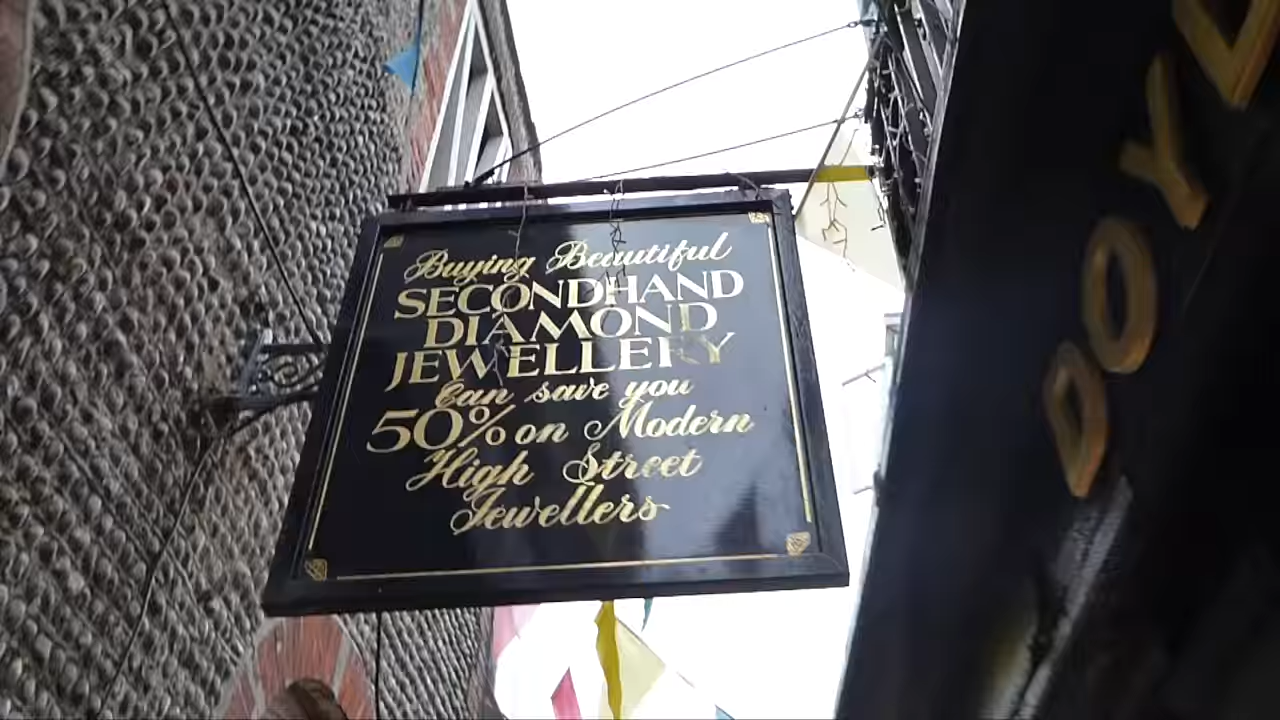 Buying Beautiful
SECONDHAND
DIAMOND
JEWELLERY
Can save you
50% on Modern
High Street
Jewellers